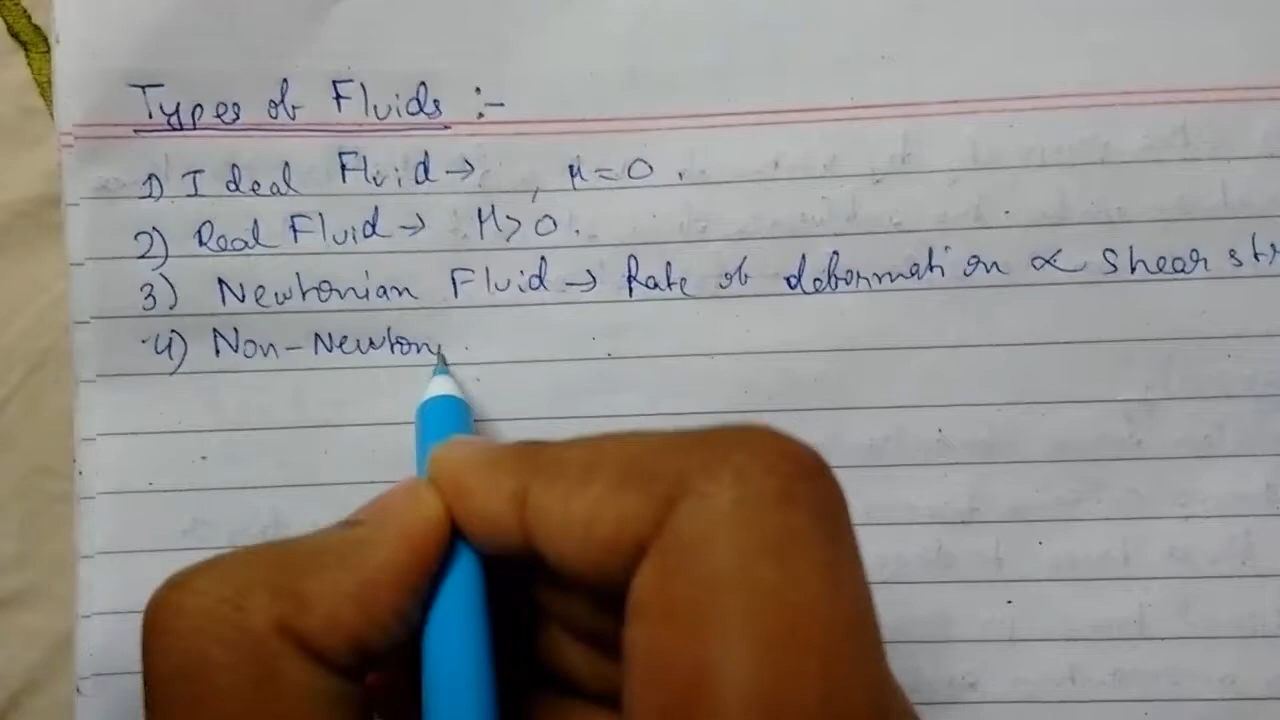 Types of Fluids :-
1) Ideal Fluid → , μ = 0 .
2) Real Fluid → μ > 0 .
3) Newtonian Fluid → Rate of deformation ∝ Shear str
4) Non-Newton